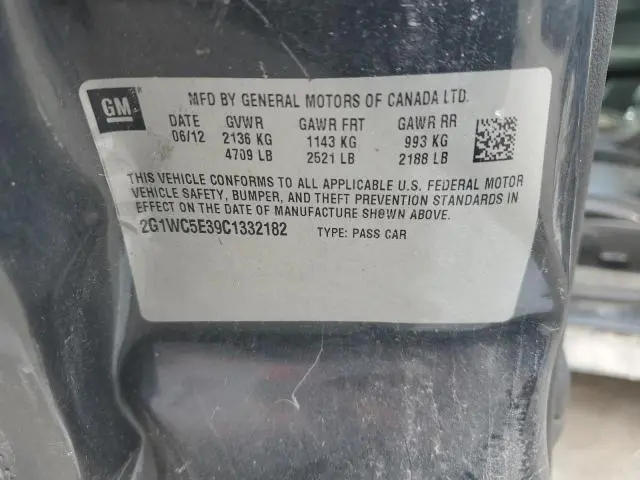 GM
MFD BY GENERAL MOTORS OF CANADA LTD.
DATE GVWR GAWR FRT GAWR RR
06/12 2136 KG 1143 KG 993 KG
4709 LB 2521 LB 2188 LB
THIS VEHICLE CONFORMS TO ALL APPLICABLE U.S. FEDERAL MOTOR
VEHICLE SAFETY, BUMPER, AND THEFT PREVENTION STANDARDS IN
EFFECT ON THE DATE OF MANUFACTURE SHOWN ABOVE.
2G1WC5E39C1332182 TYPE: PASS CAR